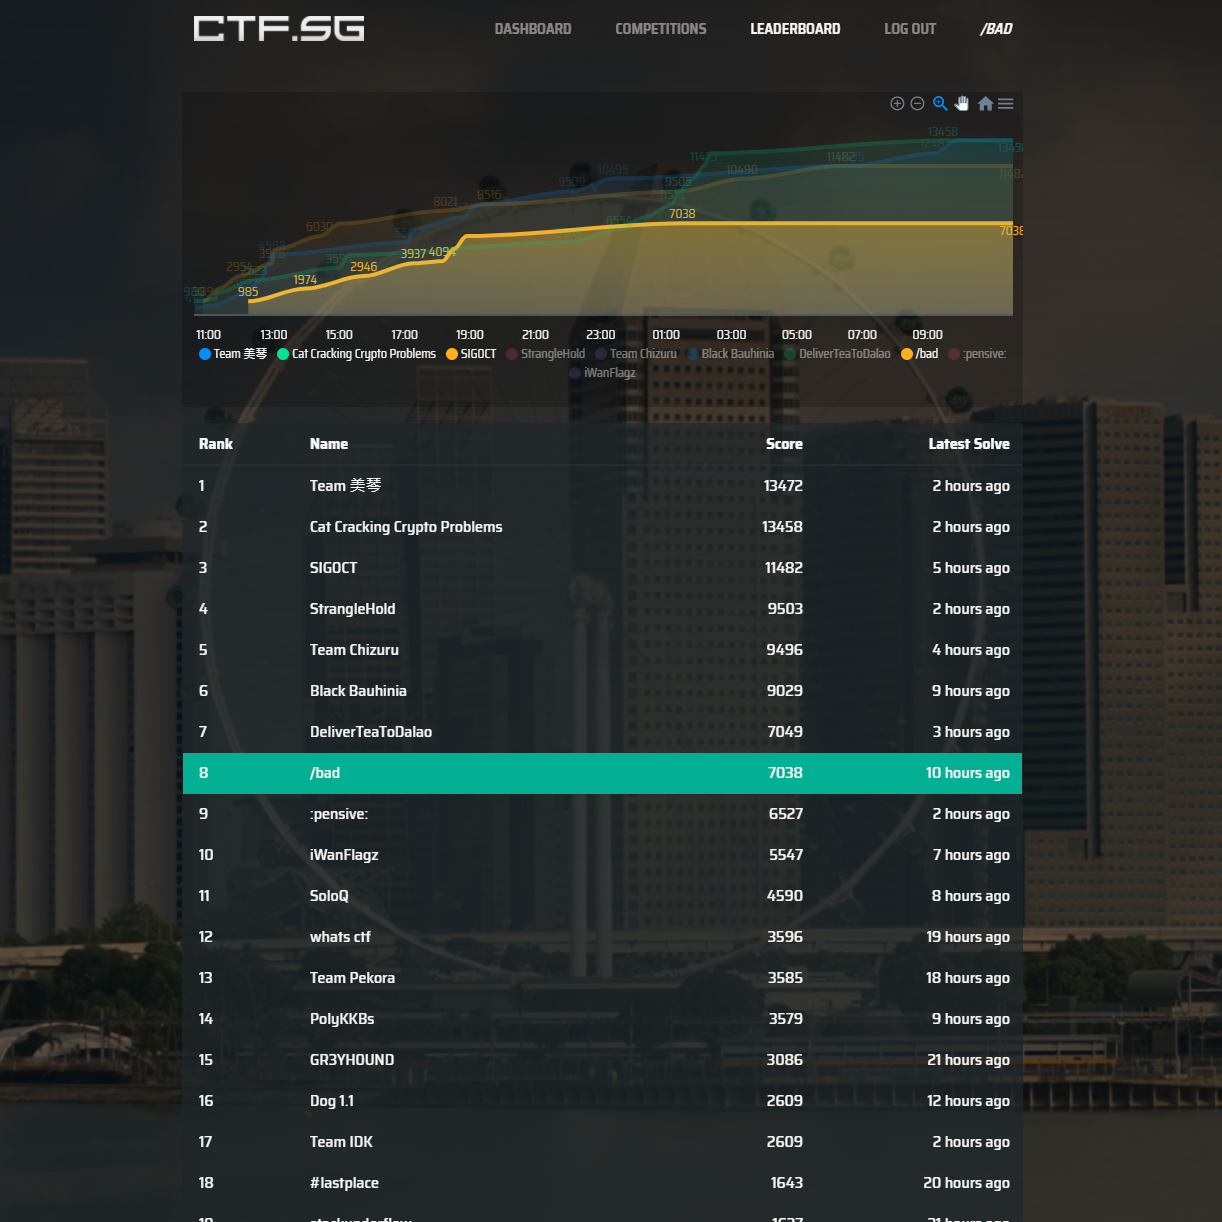 CTF.SG
DASHBOARD COMPETITIONS LEADERBOARD LOG OUT /BAD
13458
11482
10495
10490
9503
8516
8021
7038
7038
6030
3937 4094
2954
2946
1974
985
11:00 13:00 15:00 17:00 19:00 21:00 23:00 01:00 03:00 05:00 07:00 09:00
Team 美琴 Cat Cracking Crypto Problems SIGOCT StrangleHold Team Chizuru Black Bauhinia DeliverTeaToDalao /bad :pensive:
iWanFlagz
Rank Name Score Latest Solve
1 Team 美琴 13472 2 hours ago
2 Cat Cracking Crypto Problems 13458 2 hours ago
3 SIGOCT 11482 5 hours ago
4 StrangleHold 9503 2 hours ago
5 Team Chizuru 9496 4 hours ago
6 Black Bauhinia 9029 9 hours ago
7 DeliverTeaToDalao 7049 3 hours ago
8 /bad 7038 10 hours ago
9 :pensive: 6527 2 hours ago
10 iWanFlagz 5547 7 hours ago
11 SoloQ 4590 8 hours ago
12 whats ctf 3596 19 hours ago
13 Team Pekora 3585 18 hours ago
14 PolyKKBs 3579 9 hours ago
15 GR3YHOUND 3086 21 hours ago
16 Dog 1.1 2609 12 hours ago
17 Team IDK 2609 2 hours ago
18 #lastplace 1643 20 hours ago